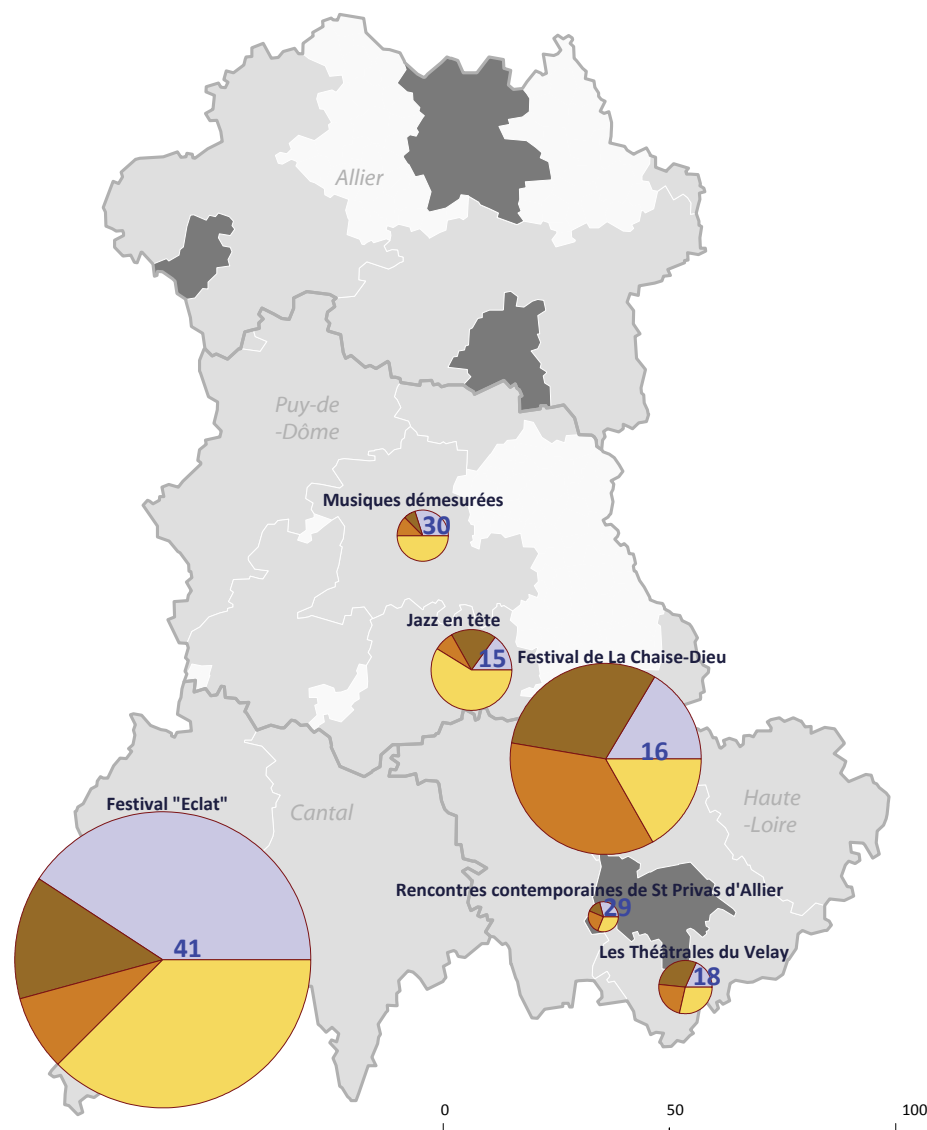 Allier
Puy-de
-Dôme
Musiques démesurées
30
Jazz en tête
15
Festival de La Chaise-Dieu
16
Festival "Eclat"
Cantal
Haute
-Loire
Rencontres contemporaines de St Privas d'Allier
29
41
Les Théâtrales du Velay
18
0 50 100